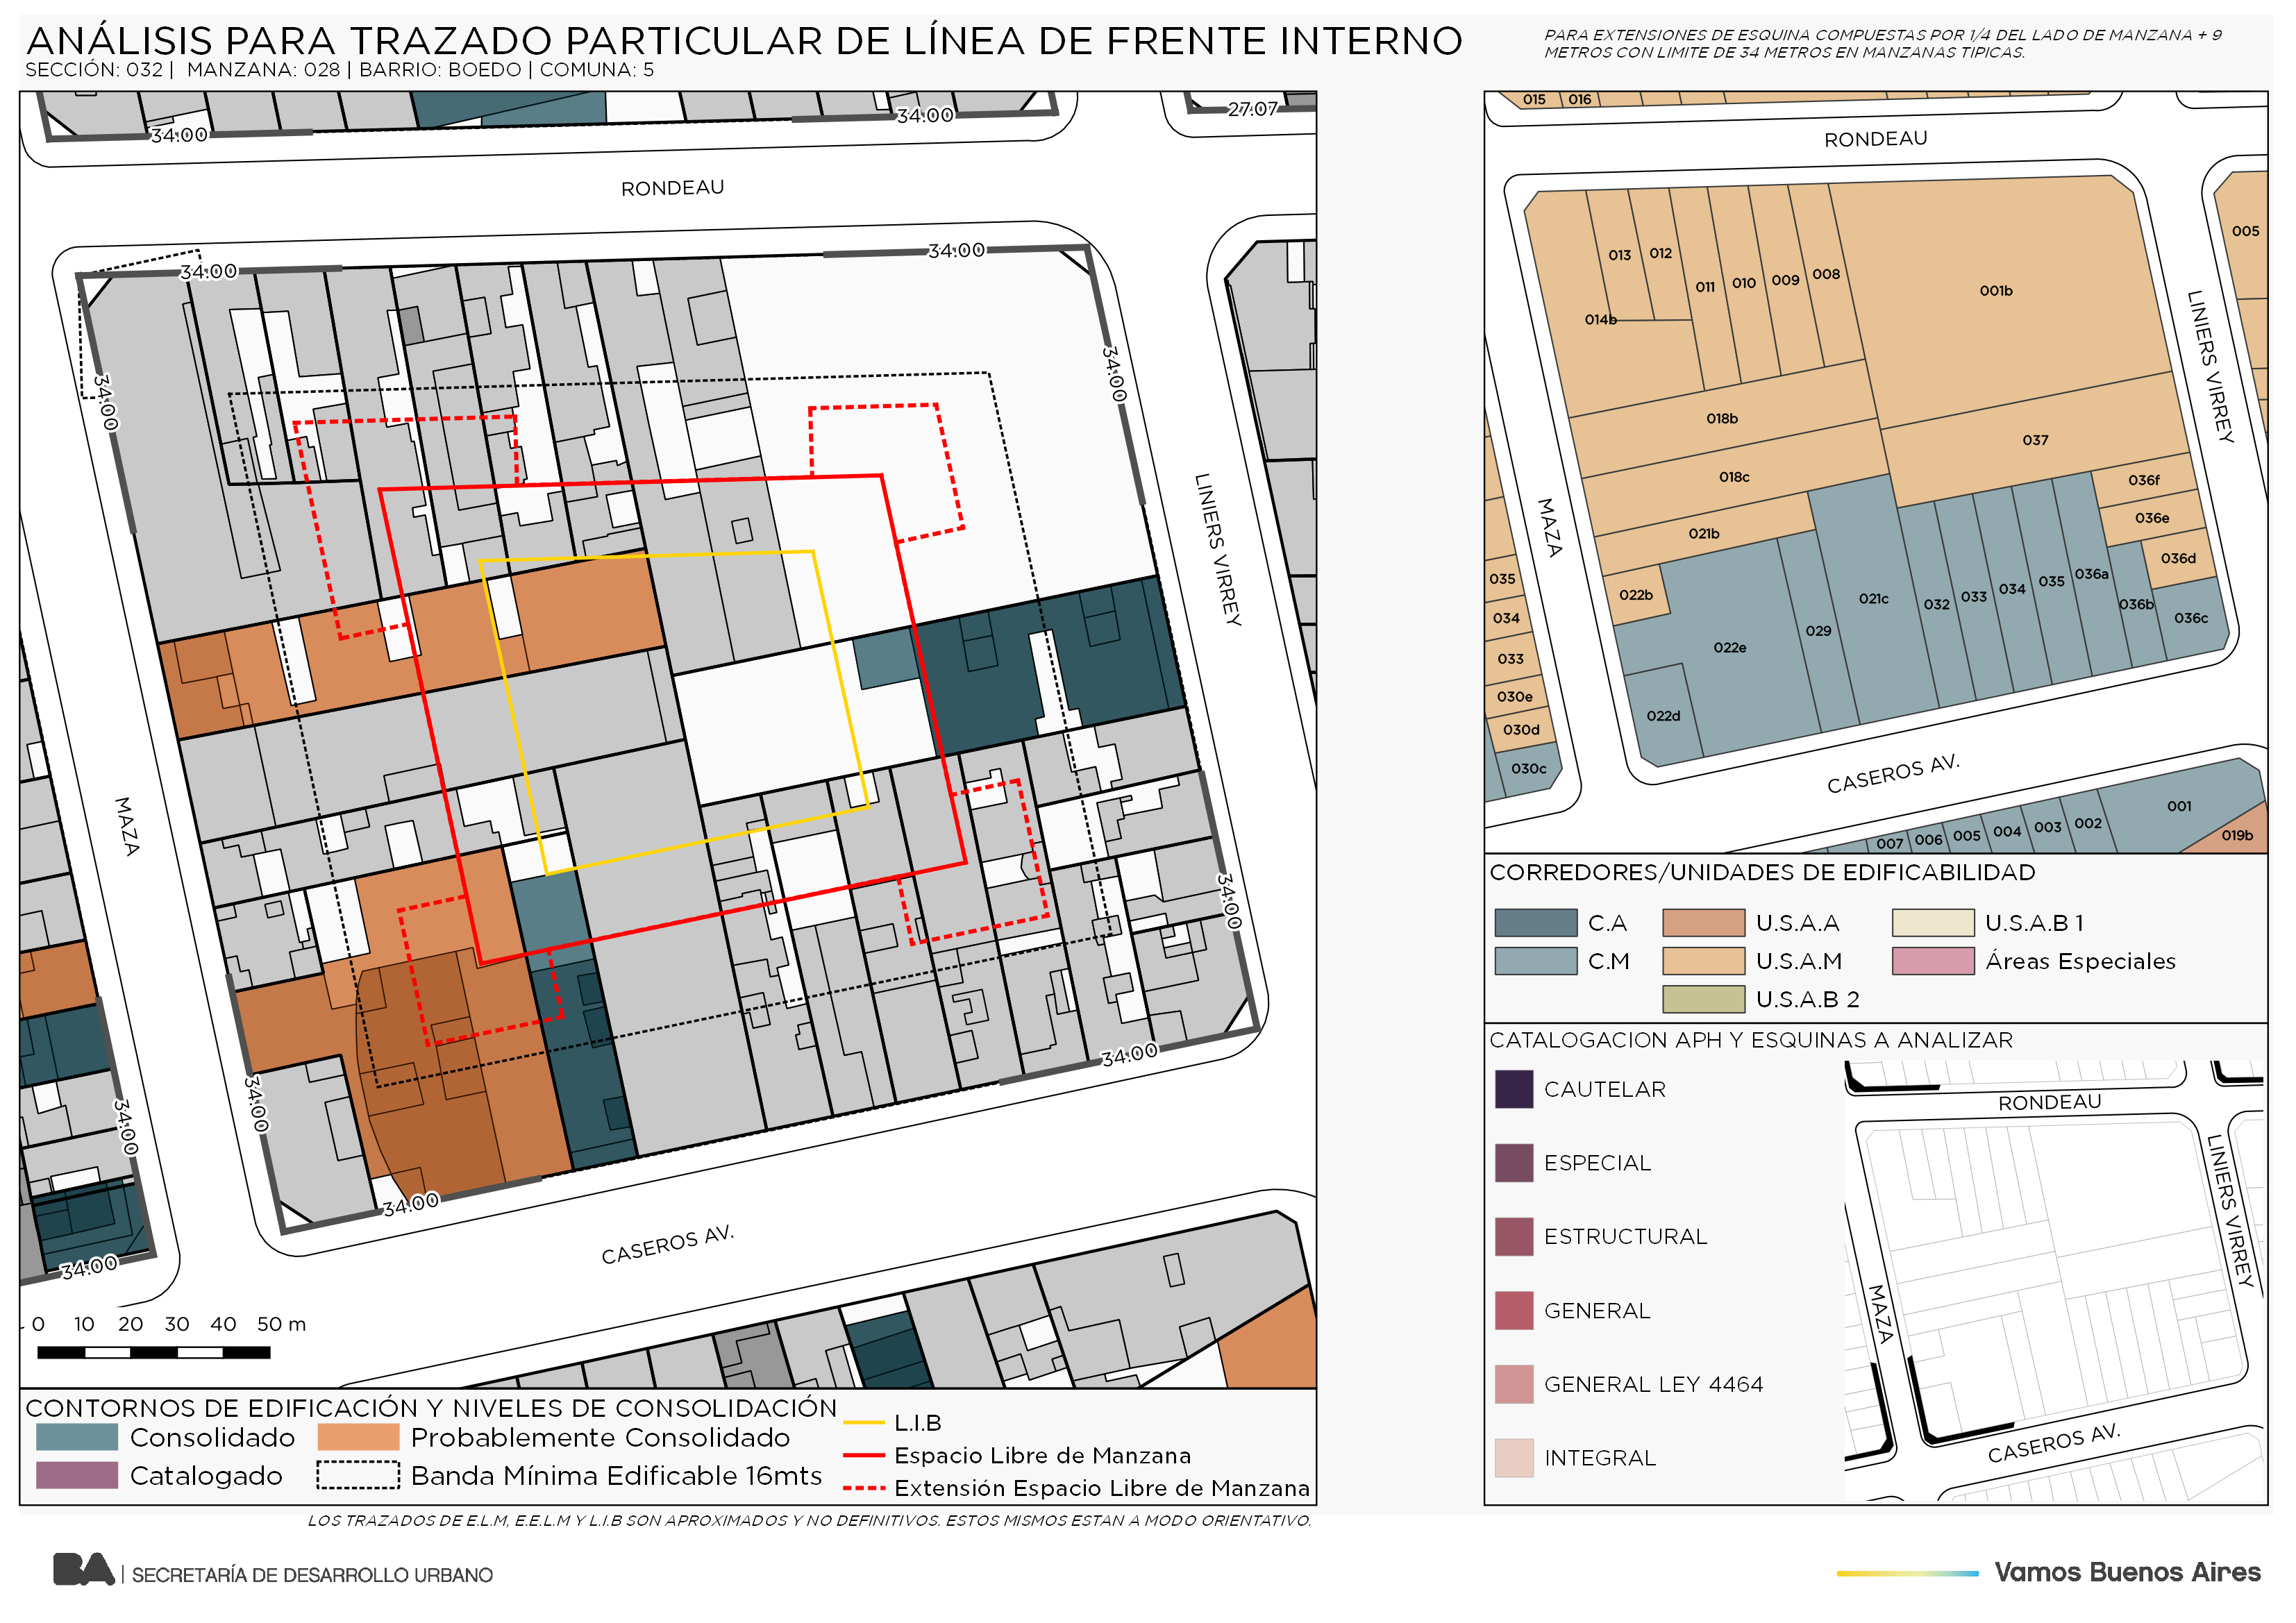 ANÁLISIS PARA TRAZADO PARTICULAR DE LÍNEA DE FRENTE INTERNO
SECCIÓN: 032 | MANZANA: 028 | BARRIO: BOEDO | COMUNA: 5
PARA EXTENSIONES DE ESQUINA COMPUESTAS POR 1/4 DEL LADO DE MANZANA + 9
METROS CON LIMITE DE 34 METROS EN MANZANAS TIPICAS.
34.00
34.00
27.07
RONDEAU
34.00
34.00
34.00
34.00
LINIERS VIRREY
MAZA
34.00
34.00
34.00
34.00
34.00
34.00
CASEROS AV.
0 10 20 30 40 50 m
CONTORNOS DE EDIFICACIÓN Y NIVELES DE CONSOLIDACIÓN
Consolidado
Probablemente Consolidado
Catalogado
Banda Mínima Edificable 16mts
L.I.B
Espacio Libre de Manzana
Extensión Espacio Libre de Manzana
LOS TRAZADOS DE E.L.M, E.E.L.M Y L.I.B SON APROXIMADOS Y NO DEFINITIVOS. ESTOS MISMOS ESTAN A MODO ORIENTATIVO.
015
016
RONDEAU
005
013
012
011
010
009
008
001b
014b
LINIERS VIRREY
018b
037
018c
036f
036e
021b
036d
MAZA
035
022b
021c
036a
035
034
033
032
036b
036c
034
029
022e
033
030e
022d
030d
030c
CASEROS AV.
001
002
003
004
005
006
007
019b
CORREDORES/UNIDADES DE EDIFICABILIDAD
C.A
U.S.A.A
U.S.A.B 1
C.M
U.S.A.M
Áreas Especiales
U.S.A.B 2
CATALOGACION APH Y ESQUINAS A ANALIZAR
CAUTELAR
ESPECIAL
ESTRUCTURAL
GENERAL
GENERAL LEY 4464
INTEGRAL
RONDEAU
LINIERS VIRREY
MAZA
CASEROS AV.
BA | SECRETARÍA DE DESARROLLO URBANO
Vamos Buenos Aires